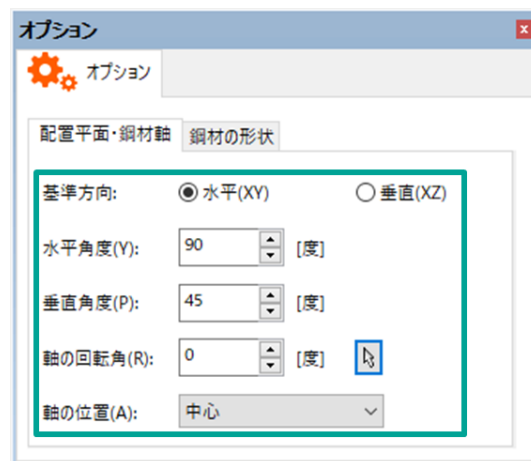 オプション
オプション
配置平面・鋼材軸 鋼材の形状
基準方向: 水平(XY) 垂直(XZ)
水平角度(Y): 90 [度]
垂直角度(P): 45 [度]
軸の回転角(R): 0 [度]
軸の位置(A): 中心